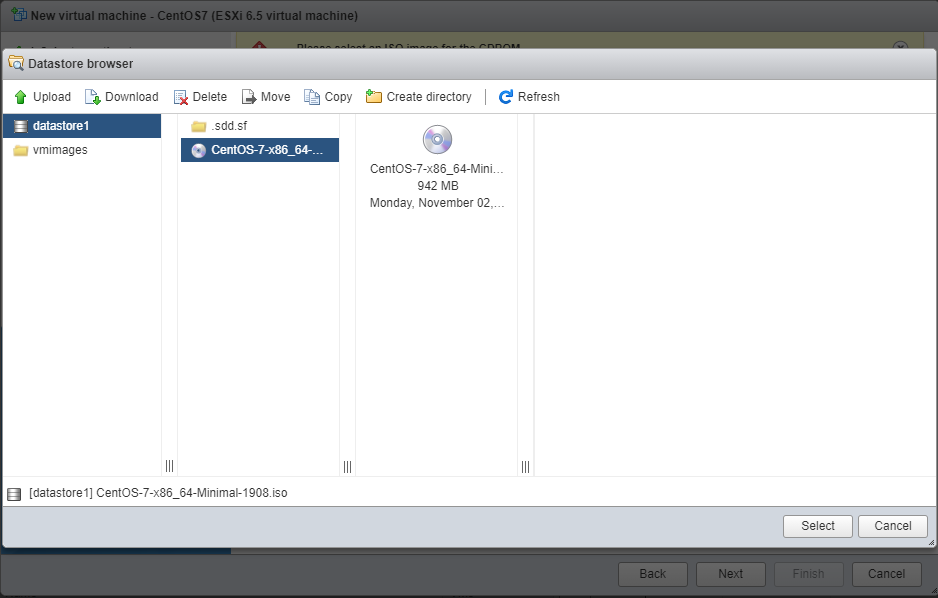 New virtual machine - CentOS7 (ESXi 6.5 virtual machine)
Please select an ISO image for the CDROM
Datastore browser
Upload Download Delete Move Copy Create directory Refresh
datastore1
vmimages
.sdd.sf
CentOS-7-x86_64-...
CentOS-7-x86_64-Mini...
942 MB
Monday, November 02,...
[datastore1] CentOS-7-x86_64-Minimal-1908.iso
Select Cancel
Back Next Finish Cancel